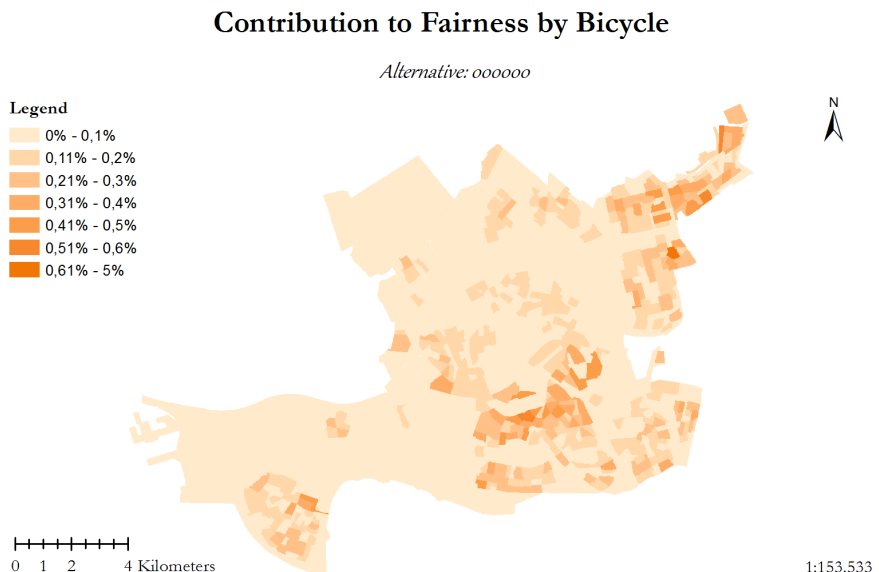 Contribution to Fairness by Bicycle
Alternative: 000000
Legend
0% - 0,1%
0,11% - 0,2%
0,21% - 0,3%
0,31% - 0,4%
0,41% - 0,5%
0,51% - 0,6%
0,61% - 5%
N
0 1 2 4 Kilometers
1:153.533